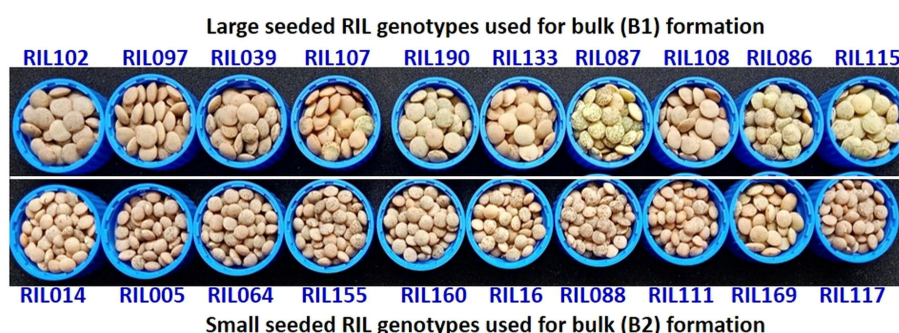 Large seeded RIL genotypes used for bulk (B1) formation
RIL102 RIL097 RIL039 RIL107 RIL190 RIL133 RIL087 RIL108 RIL086 RIL115
RIL014 RIL005 RIL064 RIL155 RIL160 RIL16 RIL088 RIL111 RIL169 RIL117
Small seeded RIL genotypes used for bulk (B2) formation